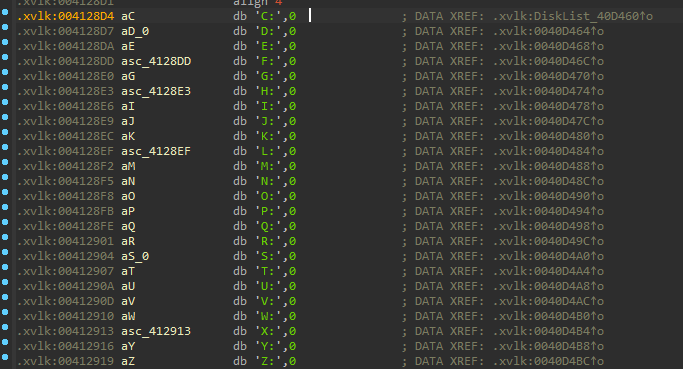 .xvlk:004128D1 align 4
.xvlk:004128D4 aC db 'C:',0 ; DATA XREF: .xvlk:DiskList_40D460↑o
.xvlk:004128D7 aD_0 db 'D:',0 ; DATA XREF: .xvlk:0040D464↑o
.xvlk:004128DA aE db 'E:',0 ; DATA XREF: .xvlk:0040D468↑o
.xvlk:004128DD asc_4128DD db 'F:',0 ; DATA XREF: .xvlk:0040D46C↑o
.xvlk:004128E0 aG db 'G:',0 ; DATA XREF: .xvlk:0040D470↑o
.xvlk:004128E3 asc_4128E3 db 'H:',0 ; DATA XREF: .xvlk:0040D474↑o
.xvlk:004128E6 aI db 'I:',0 ; DATA XREF: .xvlk:0040D478↑o
.xvlk:004128E9 aJ db 'J:',0 ; DATA XREF: .xvlk:0040D47C↑o
.xvlk:004128EC aK db 'K:',0 ; DATA XREF: .xvlk:0040D480↑o
.xvlk:004128EF asc_4128EF db 'L:',0 ; DATA XREF: .xvlk:0040D484↑o
.xvlk:004128F2 aM db 'M:',0 ; DATA XREF: .xvlk:0040D488↑o
.xvlk:004128F5 aN db 'N:',0 ; DATA XREF: .xvlk:0040D48C↑o
.xvlk:004128F8 aO db 'O:',0 ; DATA XREF: .xvlk:0040D490↑o
.xvlk:004128FB aP db 'P:',0 ; DATA XREF: .xvlk:0040D494↑o
.xvlk:004128FE aQ db 'Q:',0 ; DATA XREF: .xvlk:0040D498↑o
.xvlk:00412901 aR db 'R:',0 ; DATA XREF: .xvlk:0040D49C↑o
.xvlk:00412904 aS_0 db 'S:',0 ; DATA XREF: .xvlk:0040D4A0↑o
.xvlk:00412907 aT db 'T:',0 ; DATA XREF: .xvlk:0040D4A4↑o
.xvlk:0041290A aU db 'U:',0 ; DATA XREF: .xvlk:0040D4A8↑o
.xvlk:0041290D aV db 'V:',0 ; DATA XREF: .xvlk:0040D4AC↑o
.xvlk:00412910 aW db 'W:',0 ; DATA XREF: .xvlk:0040D4B0↑o
.xvlk:00412913 asc_412913 db 'X:',0 ; DATA XREF: .xvlk:0040D4B4↑o
.xvlk:00412916 aY db 'Y:',0 ; DATA XREF: .xvlk:0040D4B8↑o
.xvlk:00412919 aZ db 'Z:',0 ; DATA XREF: .xvlk:0040D4BC↑o